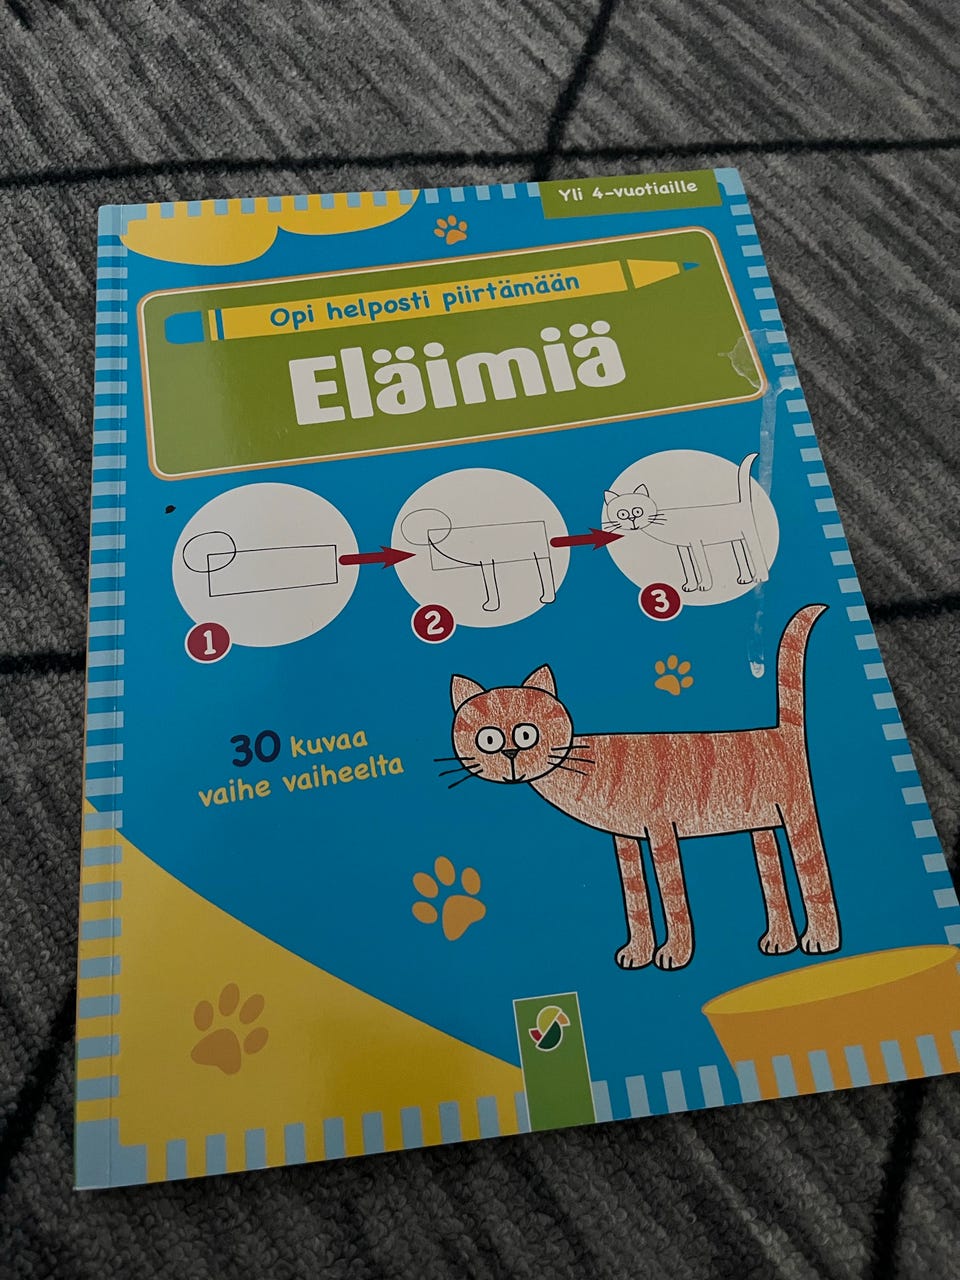 Yli 4-vuotiaille
Opi helposti piirtämään
Eläimiä
1
2
3
30 kuvaa
vaihe vaiheelta